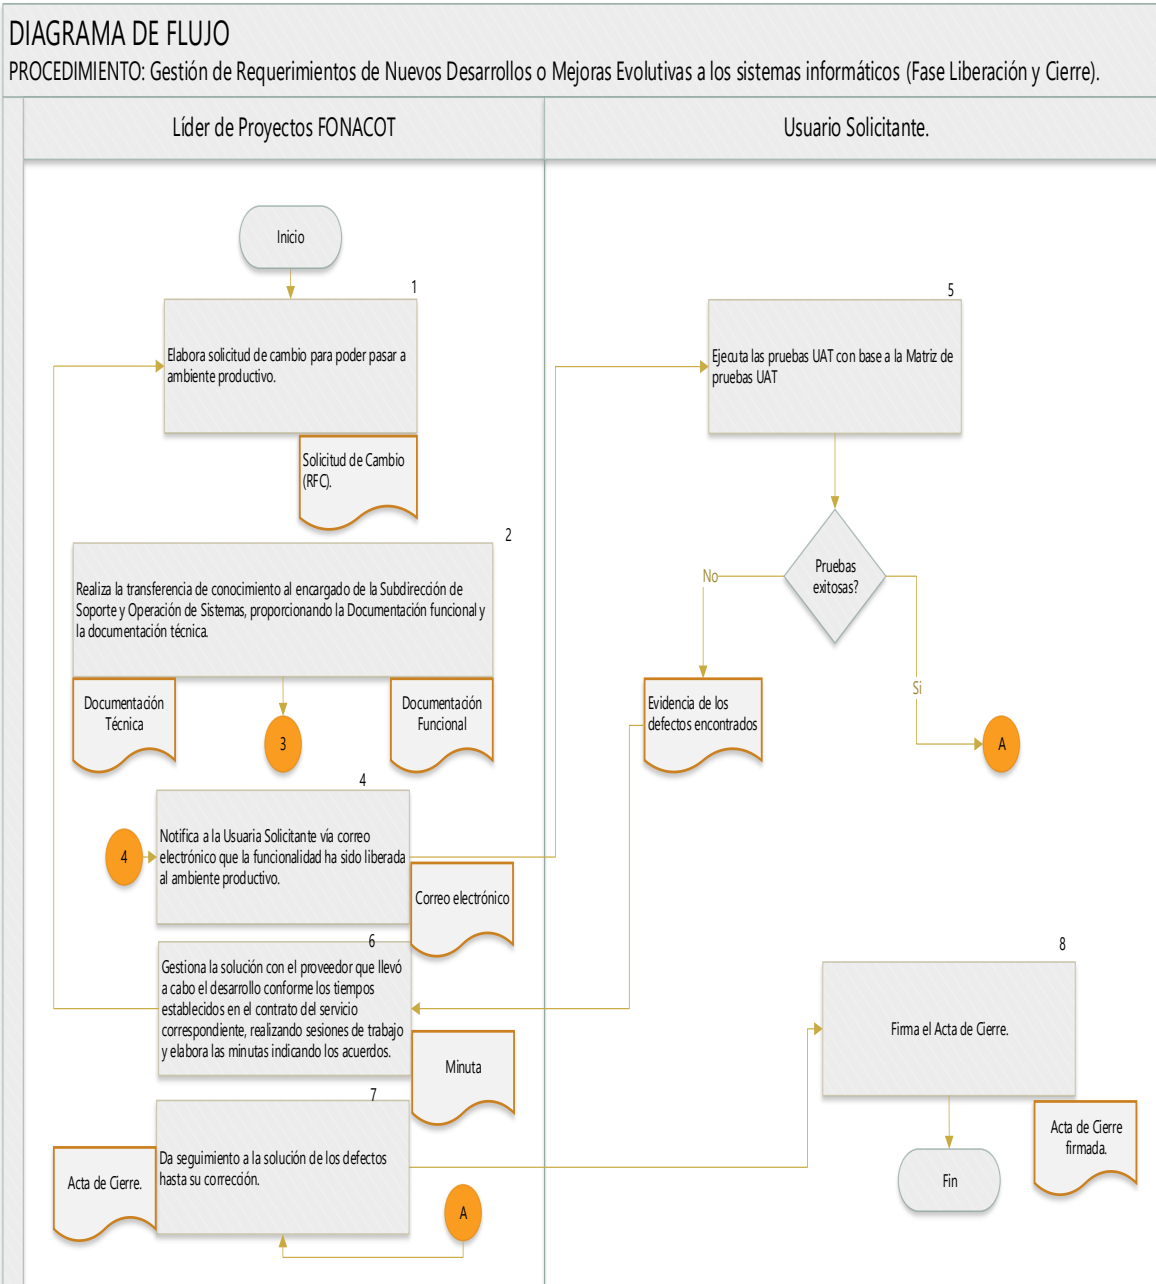 DIAGRAMA DE FLUJO
PROCEDIMIENTO: Gestión de Requerimientos de Nuevos Desarrollos o Mejoras Evolutivas a los sistemas informáticos (Fase Liberación y Cierre).
Líder de Proyectos FONACOT
Usuario Solicitante.
Inicio
1
Elabora solicitud de cambio para poder pasar a
ambiente productivo.
Solicitud de Cambio
(RFC).
2
Realiza la transferencia de conocimiento al encargado de la Subdirección de
Soporte y Operación de Sistemas, proporcionando la Documentación funcional y
la documentación técnica.
Documentación
Técnica
3
Documentación
Funcional
4
4
Notifica a la Usuaria Solicitante vía correo
electrónico que la funcionalidad ha sido liberada
al ambiente productivo.
Correo electrónico
6
Gestiona la solución con el proveedor que llevó
a cabo el desarrollo conforme los tiempos
establecidos en el contrato del servicio
correspondiente, realizando sesiones de trabajo
y elabora las minutas indicando los acuerdos.
Minuta
7
Da seguimiento a la solución de los defectos
hasta su corrección.
Acta de Cierre.
A
5
Ejecuta las pruebas UAT con base a la Matriz de
pruebas UAT
Pruebas
exitosas?
No
Si
Evidencia de los
defectos encontrados
A
8
Firma el Acta de Cierre.
Acta de Cierre
firmada.
Fin